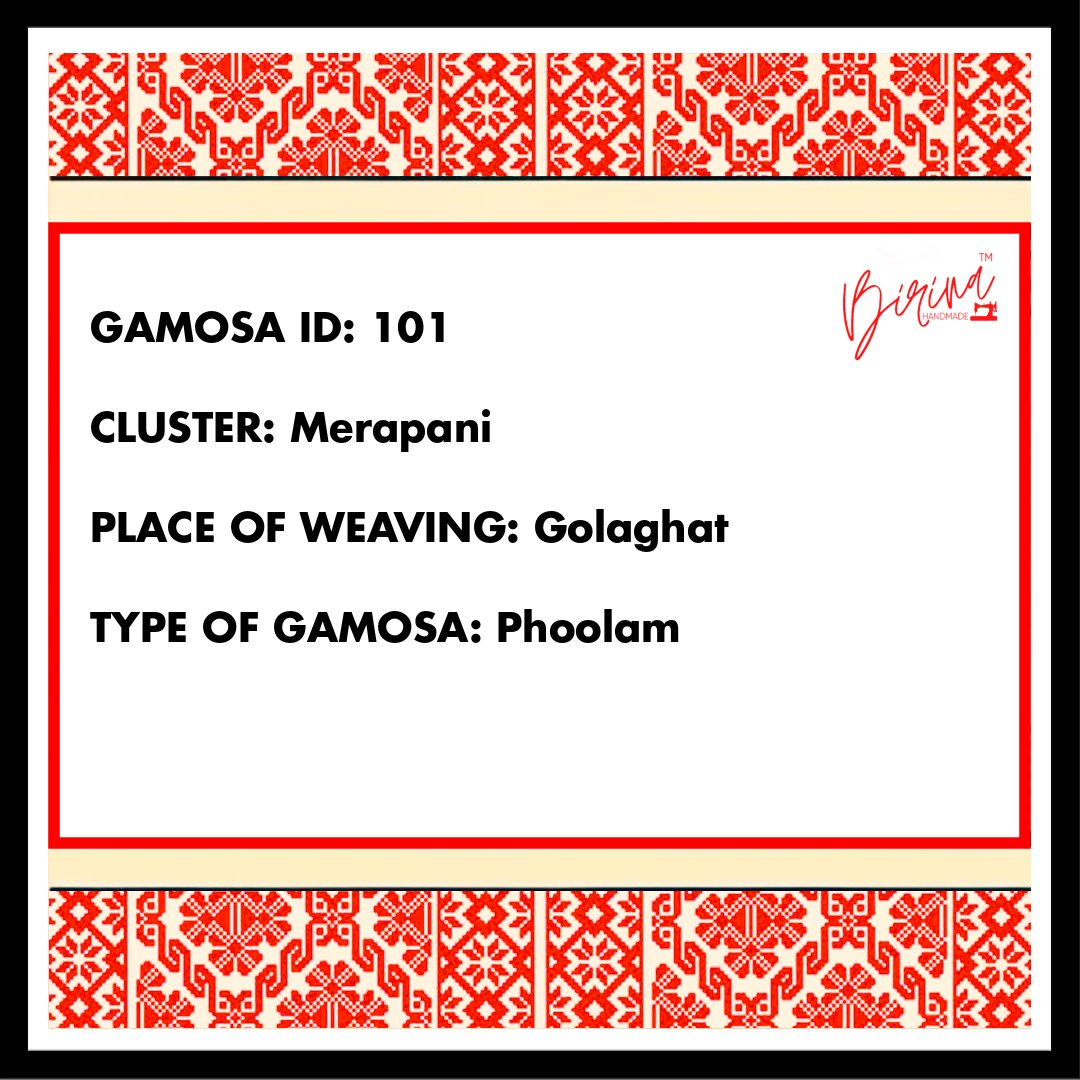 TM
Birina
HANDMADE
GAMOSA ID: 101
CLUSTER: Merapani
PLACE OF WEAVING: Golaghat
TYPE OF GAMOSA: Phoolam